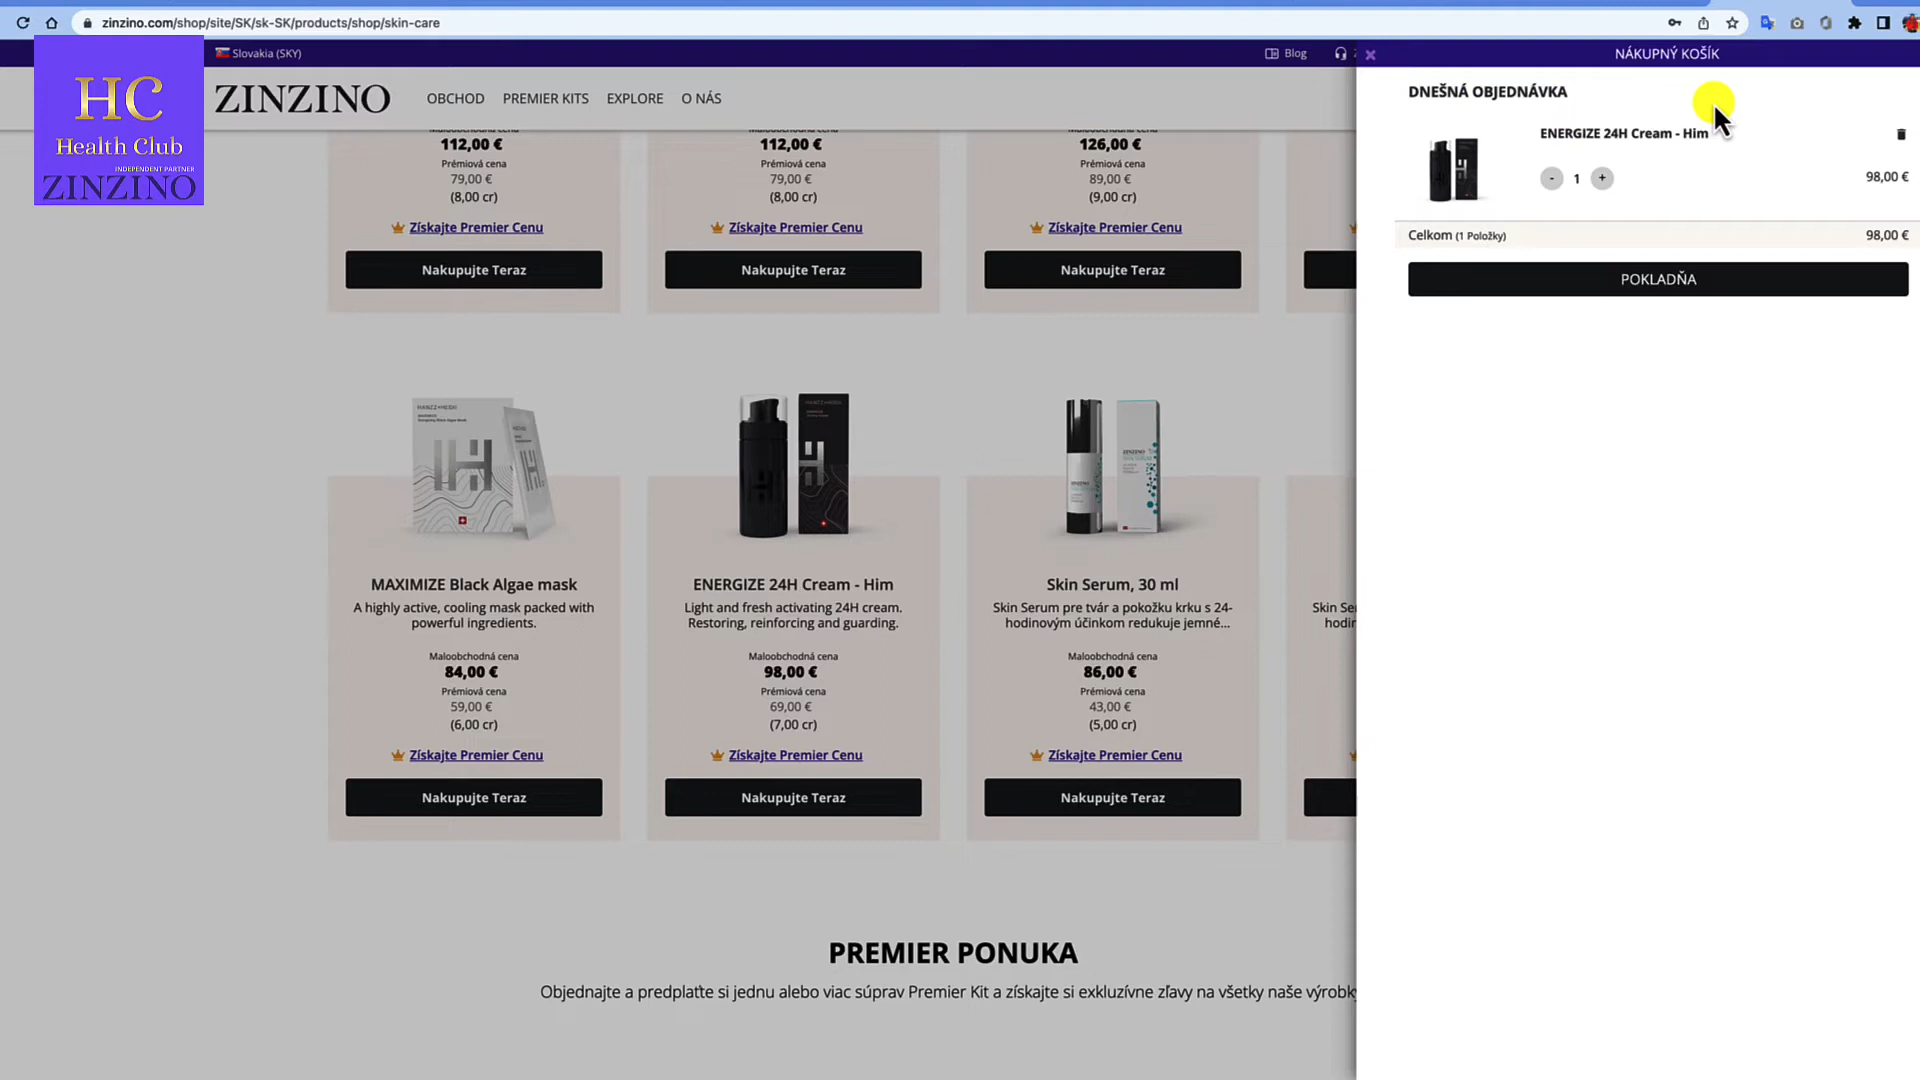 zinzino.com/shop/site/SK/sk-SK/products/shop/skin-care
HC
Health Club
INDEPENDENT PARTNER
ZINZINO
Slovakia (SKY)
Blog
ZINZINO
OBCHOD
PREMIER KITS
EXPLORE
O NÁS
112,00 €
Prémiová cena
79,00 €
(8,00 cr)
Získajte Premier Cenu
Nakupujte Teraz
112,00 €
Prémiová cena
79,00 €
(8,00 cr)
Získajte Premier Cenu
Nakupujte Teraz
126,00 €
Prémiová cena
89,00 €
(9,00 cr)
Získajte Premier Cenu
Nakupujte Teraz
MAXIMIZE Black Algae mask
A highly active, cooling mask packed with
powerful ingredients.
Maloobchodná cena
84,00 €
Prémiová cena
59,00 €
(6,00 cr)
Získajte Premier Cenu
Nakupujte Teraz
ENERGIZE 24H Cream - Him
Light and fresh activating 24H cream.
Restoring, reinforcing and guarding.
Maloobchodná cena
98,00 €
Prémiová cena
69,00 €
(7,00 cr)
Získajte Premier Cenu
Nakupujte Teraz
Skin Serum, 30 ml
Skin Serum pre tvár a pokožku krku s 24-
hodinovým účinkom redukuje jemné...
Maloobchodná cena
86,00 €
Prémiová cena
43,00 €
(5,00 cr)
Získajte Premier Cenu
Nakupujte Teraz
Skin Se
hodir
PREMIER PONUKA
Objednajte a predplaťte si jednu alebo viac súprav Premier Kit a získajte si exkluzívne zľavy na všetky naše výrobky
NÁKUPNÝ KOŠÍK
DNEŠNÁ OBJEDNÁVKA
ENERGIZE 24H Cream - Him
- 1 +
98,00 €
Celkom (1 Položky)
98,00 €
POKLADŇA